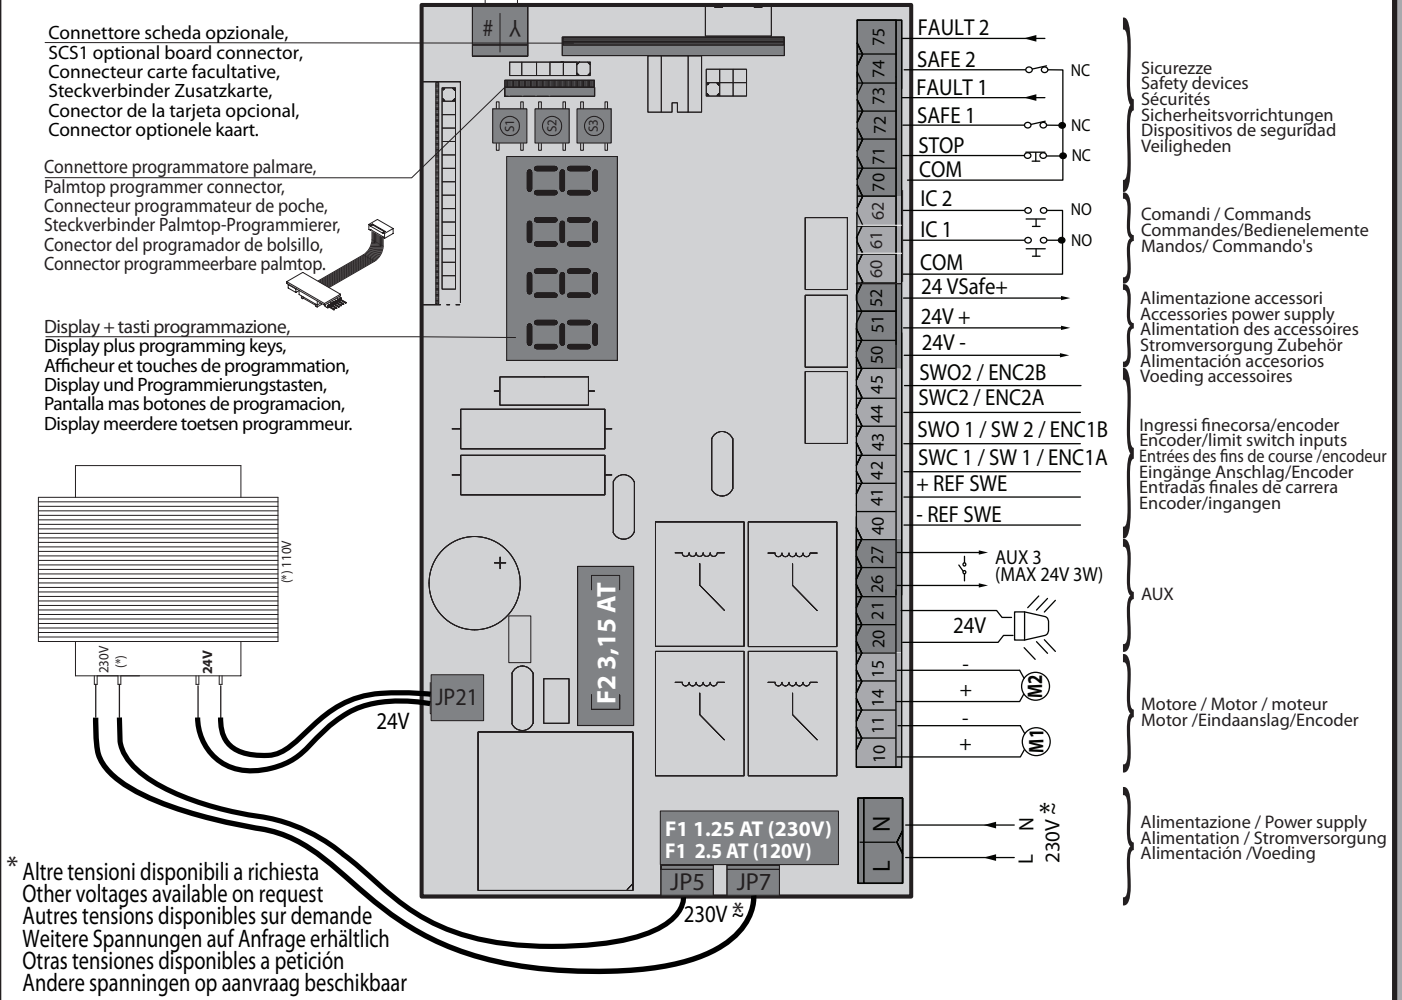 Connettore scheda opzionale,
SCS1 optional board connector,
Connecteur carte facultative,
Steckverbinder Zusatzkarte,
Conector de la tarjeta opcional,
Connector optionele kaart.
Connettore programmatore palmare,
Palmtop programmer connector,
Connecteur programmateur de poche,
Steckverbinder Palmtop-Programmierer,
Conector del programador de bolsillo,
Connector programmeerbare palmtop.
Display + tasti programmazione,
Display plus programming keys,
Afficheur et touches de programmation,
Display und Programmierungstasten,
Pantalla mas botones de programacion,
Display meerdere toetsen programmeur.
(*) 110V
230V
(*)
24V
24V
JP21
# Y
S1 S2 S3
+
F2 3,15 AT
F1 1.25 AT (230V)
F1 2.5 AT (120V)
JP5
JP7
230V ≈*
75 FAULT 2
74 SAFE 2 NC
73 FAULT 1
72 SAFE 1 NC
71 STOP NC
70 COM
62 IC 2 NO
61 IC 1 NO
60 COM
52 24 VSafe+
51 24V +
50 24V -
45 SWO2 / ENC2B
44 SWC2 / ENC2A
43 SWO 1 / SW 2 / ENC1B
42 SWC 1 / SW 1 / ENC1A
41 + REF SWE
40 - REF SWE
27 AUX 3
26 (MAX 24V 3W)
21
24V
20
15 -
M2
14 +
11 -
M1
10 +
N N
L L
230V ≈*
Sicurezze
Safety devices
Sécurités
Sicherheitsvorrichtungen
Dispositivos de seguridad
Veiligheden
Comandi / Commands
Commandes/Bedienelemente
Mandos/ Commando's
Alimentazione accessori
Accessories power supply
Alimentation des accessoires
Stromversorgung Zubehör
Alimentación accesorios
Voeding accessoires
Ingressi finecorsa/encoder
Encoder/limit switch inputs
Entrées des fins de course /encodeur
Eingänge Anschlag/Encoder
Entradas finales de carrera
Encoder/ingangen
AUX
Motore / Motor / moteur
Motor /Eindaanslag/Encoder
Alimentazione / Power supply
Alimentation / Stromversorgung
Alimentación /Voeding
* Altre tensioni disponibili a richiesta
Other voltages available on request
Autres tensions disponibles sur demande
Weitere Spannungen auf Anfrage erhältlich
Otras tensiones disponibles a petición
Andere spanningen op aanvraag beschikbaar